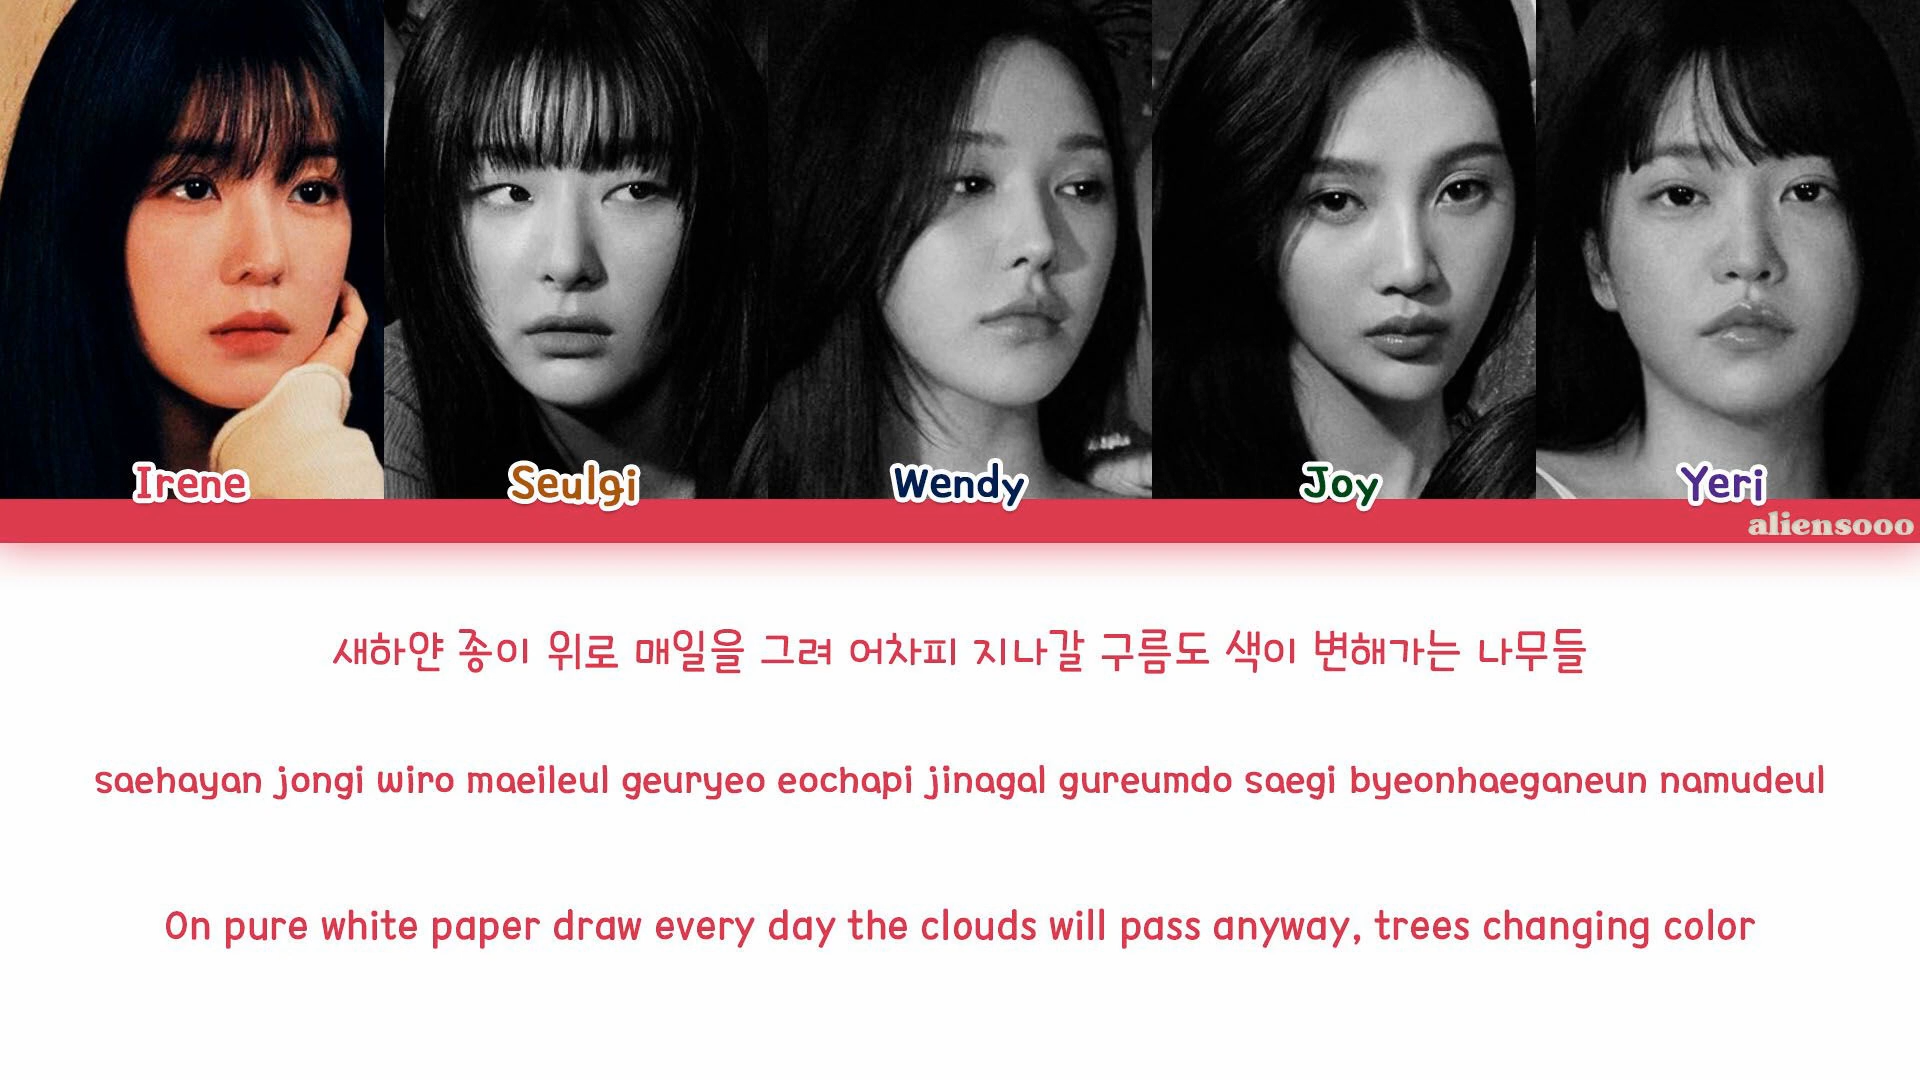 Irene Seulgi Wendy Joy Yeri
aliensooo
새하얀 종이 위로 매일을 그려 어차피 지나갈 구름도 색이 변해가는 나무들
saehayan jongi wiro maeileul geuryeo eochapi jinagal gureumdo saegi byeonhaeganeun namudeul
On pure white paper draw every day the clouds will pass anyway, trees changing color